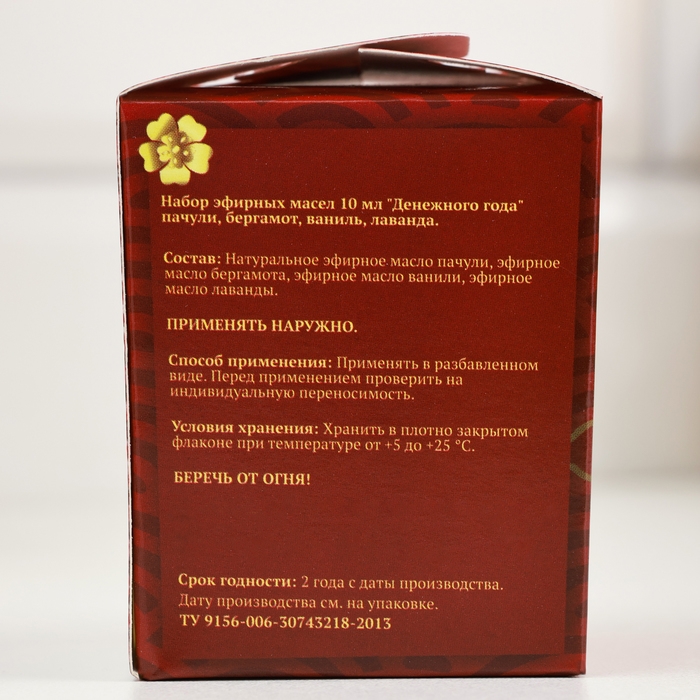 Набор эфирных масел 10 мл "Денежного года"
пачули, бергамот, ваниль, лаванда.
Состав: Натуральное эфирное масло пачули, эфирное
масло бергамота, эфирное масло ванили, эфирное
масло лаванды.
ПРИМЕНЯТЬ НАРУЖНО.
Способ применения: Применять в разбавленном
виде. Перед применением проверить на
индивидуальную переносимость.
Условия хранения: Хранить в плотно закрытом
флаконе при температуре от +5 до +25 °С.
БЕРЕЧЬ ОТ ОГНЯ!
Срок годности: 2 года с даты производства.
Дату производства см. на упаковке.
ТУ 9156-006-30743218-2013